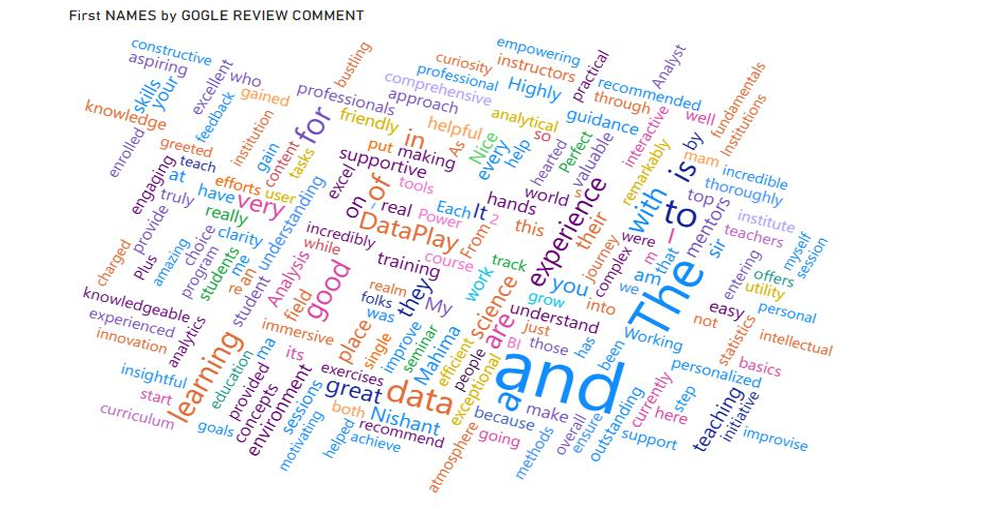 First NAMES by GOGLE REVIEW COMMENT
constructive
aspiring
skills
your
excellent
who
gained
bustling
curiosity
empowering
instructors
professional
comprehensive
Highly
practical
Analyst
recommended
through
well
fundamentals
Institutions
knowledge
feedback
institution
professionals
approach
friendly
for
helpful
analytical
so
guidance
interactive
by
enrolled
greeted
teach
gain
content
tasks
put
making
in
As
Nice
every
help
hearted
Perfect
valuable
remarkably
is
mam
incredible
thoroughly
engaging
at
truly
have
efforts
user
very
supportive
excel
of
tools
on
-
real
Power
Each
It
2
hands
world
s
experience
their
with
to
top
mentors
institute
teachers
provide
really
clarity
understanding
DataPlay
From
this
were
I
sir
myself
session
charged
Plus
amazing
choice
program
students
me
an
re
student
Analysis
while
incredibly
good
training
course
track
work
journey
complex
m
that
am
we
entering
offers
utility
personal
knowledgeable
experienced
innovation
analytics
field
realm
folks
was
they
My
grow
you
into
The
easy
not
statistics
intellectual
immersive
place
single
improve
seminar
Mahima
efficient
science
are
understand
just
BI
those
has
been
Working
basics
insightful
start
curriculum
learning
education
ma
its
provided
concepts
environment
exercises
great
data
people
exceptional
and
a
personalized
currently
step
teaching
initiative
improvise
goals
sessions
motivating
both
Nishant
helped
recommend
achieve
because
make
going
atmosphere
methods
overall
ensure
outstanding
support
here